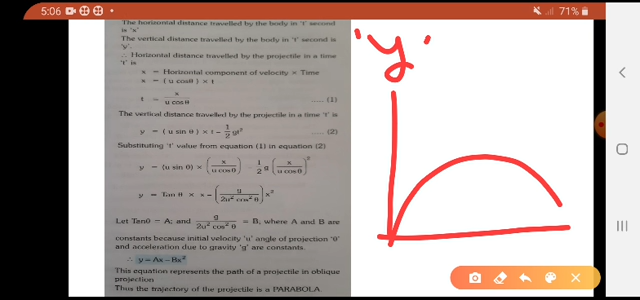 5:06
71%
The horizontal distance travelled by the body in 't' second
is 'x'
The vertical distance travelled by the body in 't' second is
'y'.
∴ Horizontal distance travelled by the projectile in a time
't' is
x = Horizontal component of velocity × Time
x = ( u cosθ ) × t
t = x / u cos θ ..... (1)
The vertical distance travelled by the projectile in a time 't' is
y = ( u sin θ ) × t - 1/2 gt² ..... (2)
Substituting 't' value from equation (1) in equation (2)
y = (u sin θ) × ( x / u cosθ ) - 1/2 g ( x / u cos θ )²
y = Tan θ × x - ( g / 2u² cos² θ ) x²
Let Tanθ = A; and g / 2u² cos² θ = B; where A and B are
constants because initial velocity 'u' angle of projection 'θ'
and acceleration due to gravity 'g' are constants.
∴ y = Ax - Bx²
This equation represents the path of a projectile in oblique
projection
Thus the trajectory of the projectile is a PARABOLA.
'y'